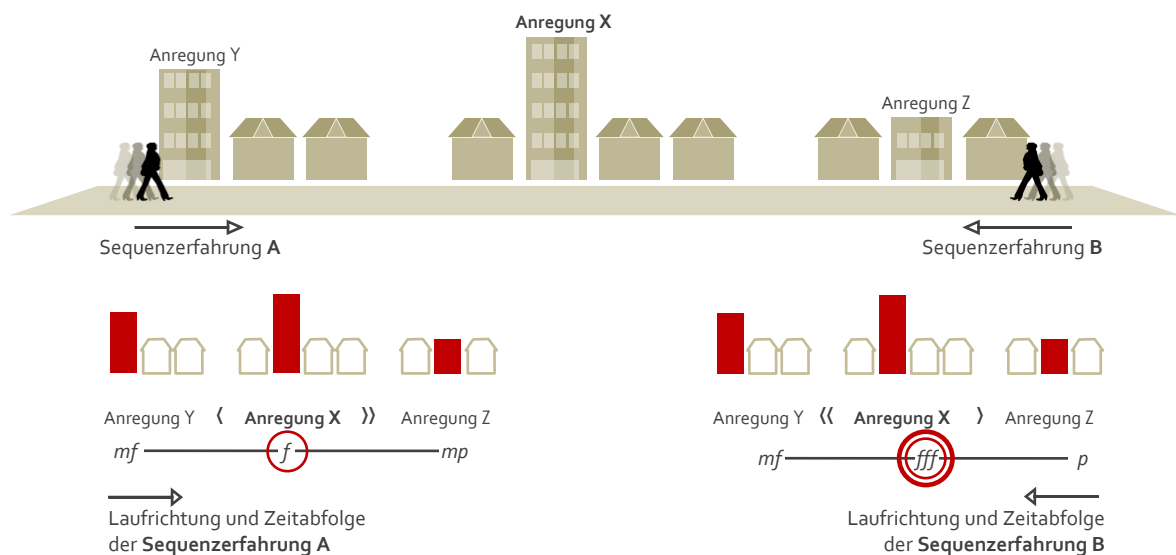 Anregung X
Anregung Y
Anregung Z
Sequenzerfahrung A
Sequenzerfahrung B
Anregung Y ‹ Anregung X ›› Anregung Z
mf f mp
Laufrichtung und Zeitabfolge
der Sequenzerfahrung A
Anregung Y ‹‹ Anregung X › Anregung Z
mf fff p
Laufrichtung und Zeitabfolge
der Sequenzerfahrung B